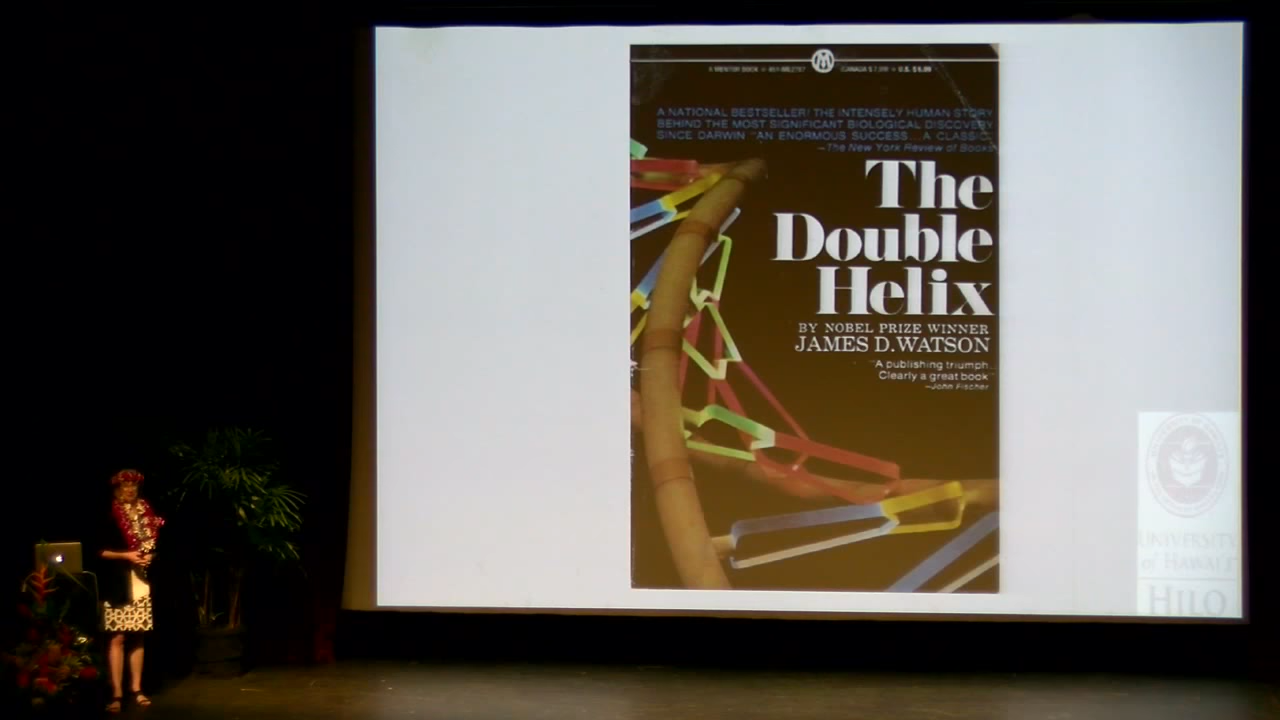 A MENTOR BOOK
A NATIONAL BESTSELLER! THE INTENSELY HUMAN STORY
BEHIND THE MOST SIGNIFICANT BIOLOGICAL DISCOVERY
SINCE DARWIN "AN ENORMOUS SUCCESS...A CLASSIC."
—The New York Review of Books
The
Double
Helix
BY NOBEL PRIZE WINNER
JAMES D. WATSON
"A publishing triumph...
Clearly a great book"
—John Fischer
UNIVERSITY
of HAWAI'I
HILO